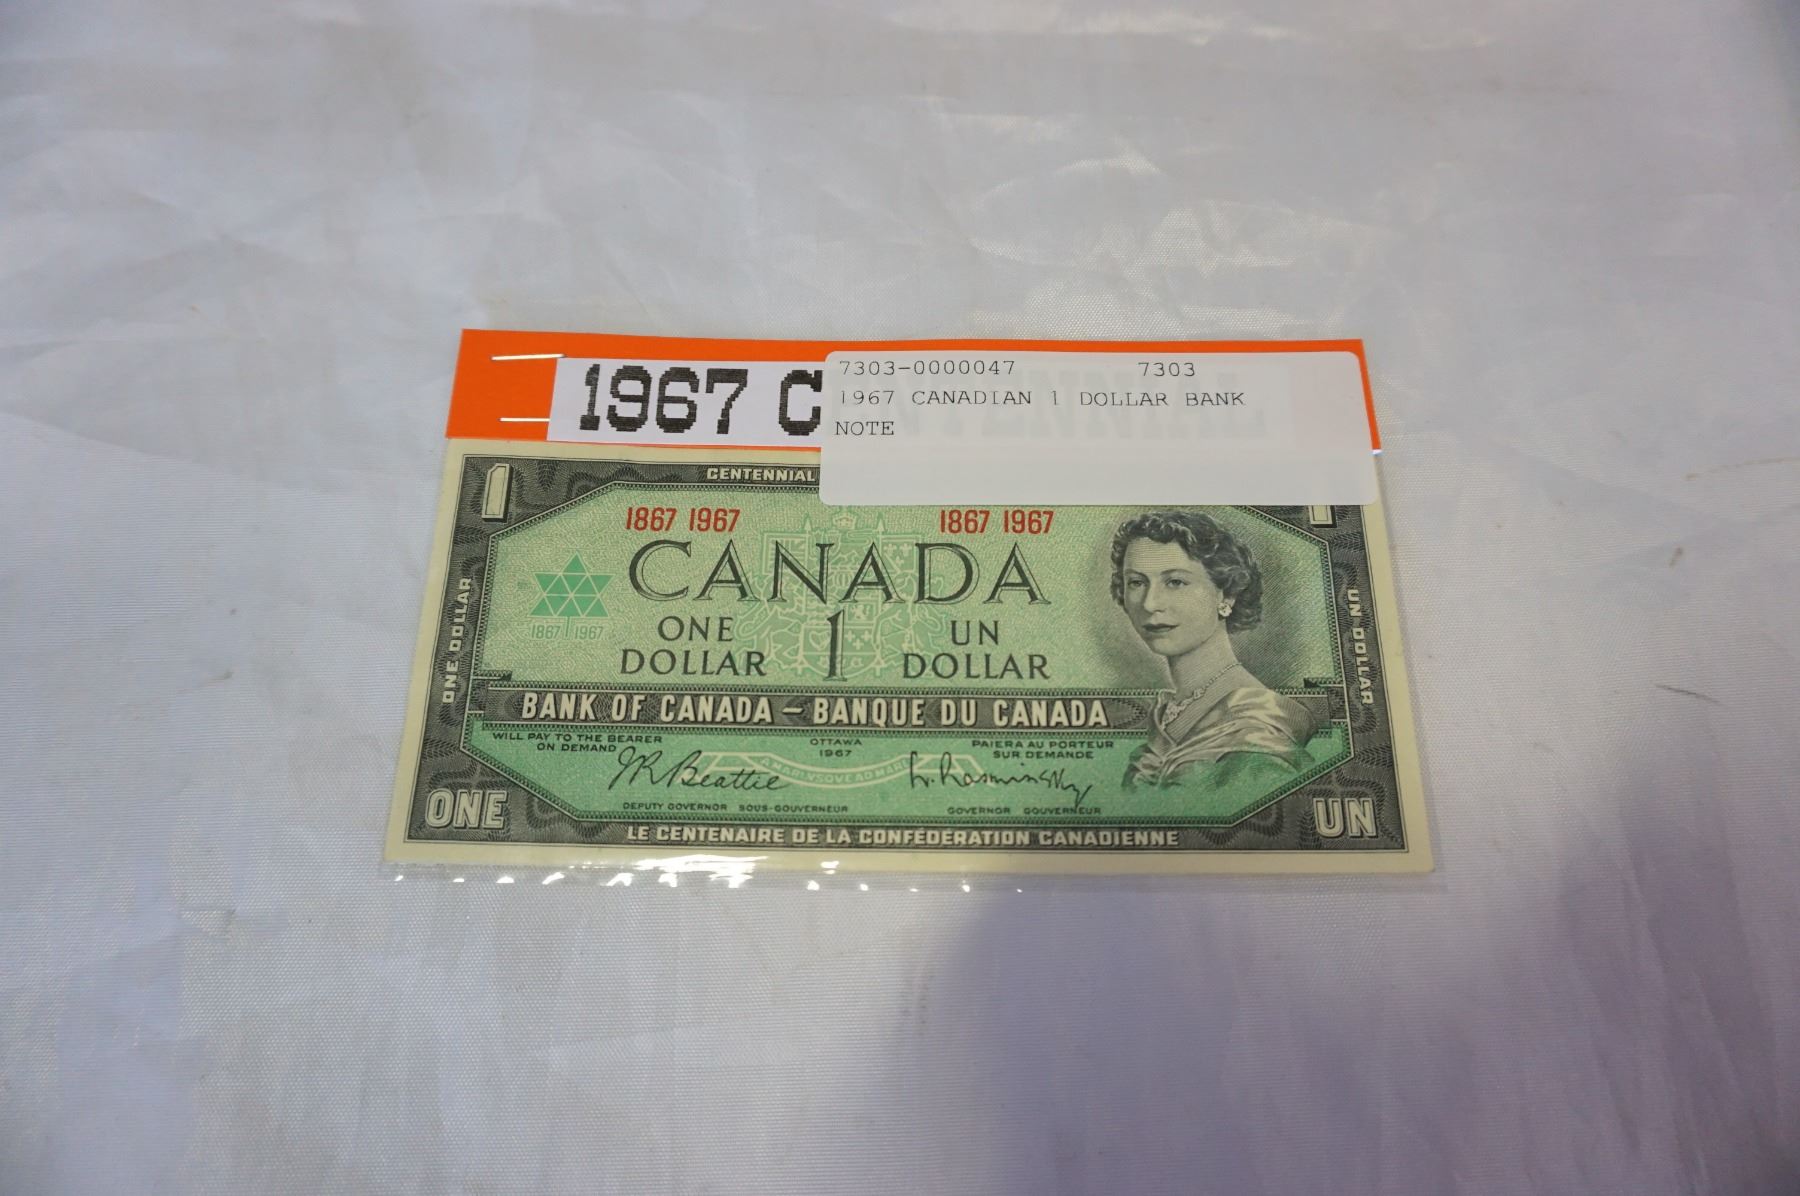 7303-0000047 7303
1967 CANADIAN 1 DOLLAR BANK
NOTE
1967 C
1
CENTENNIAL
1867 1967 1867 1967
CANADA
1867 1967
ONE DOLLAR
ONE 1 UN
DOLLAR DOLLAR
UN DOLLAR
BANK OF CANADA – BANQUE DU CANADA
WILL PAY TO THE BEARER OTTAWA PAIERA AU PORTEUR
ON DEMAND 1967 SUR DEMANDE
JR Beattie L. Rasminsky
DEPUTY GOVERNOR SOUS-GOUVERNEUR GOVERNOR GOUVERNEUR
ONE UN
LE CENTENAIRE DE LA CONFÉDÉRATION CANADIENNE